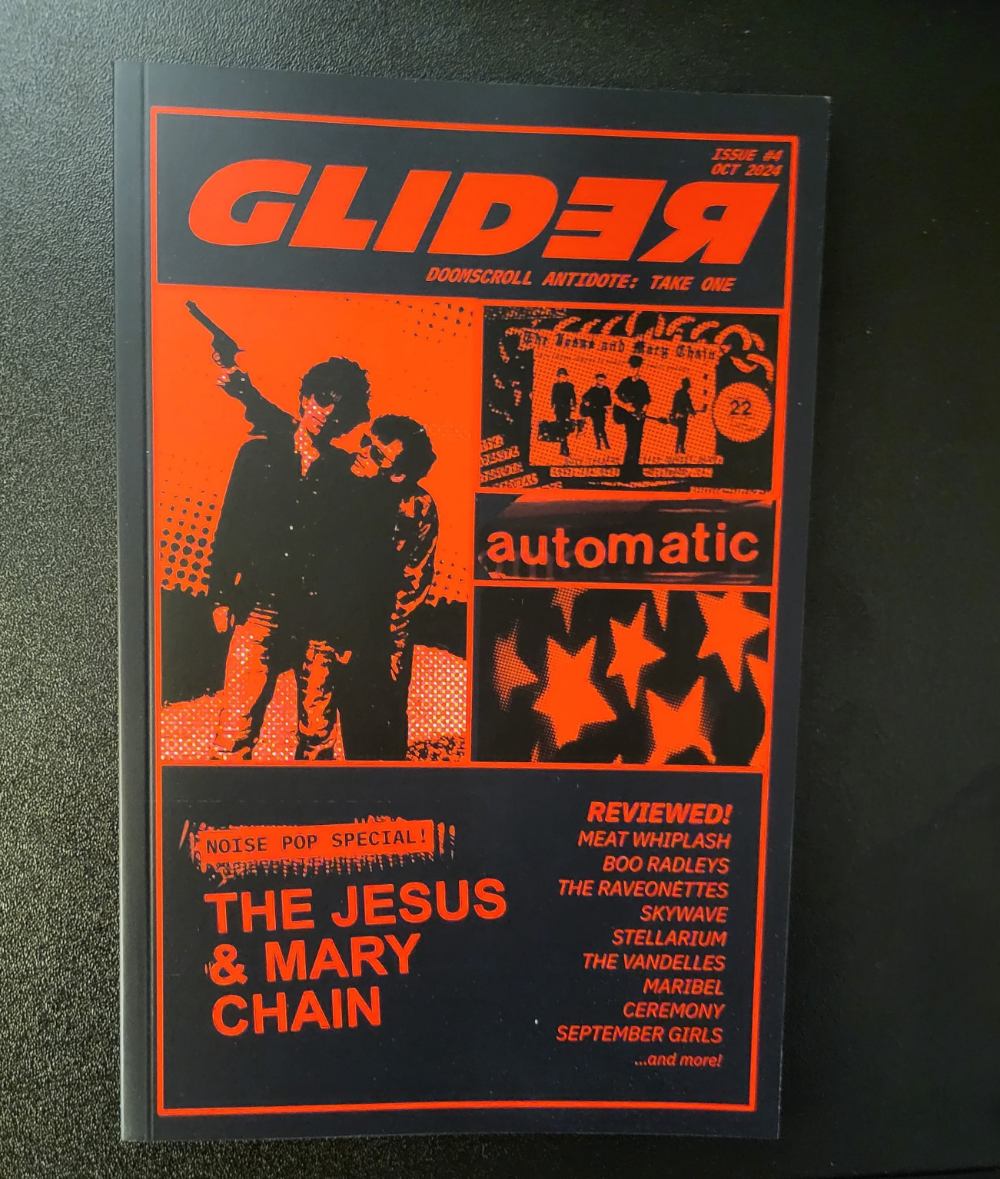 ISSUE #4
OCT 2024
GLIDER
DOOMSCROLL ANTIDOTE: TAKE ONE
The Jesus and Mary Chain
22
automatic
NOISE POP SPECIAL!
THE JESUS
& MARY
CHAIN
REVIEWED!
MEAT WHIPLASH
BOO RADLEYS
THE RAVEONETTES
SKYWAVE
STELLARIUM
THE VANDELLES
MARIBEL
CEREMONY
SEPTEMBER GIRLS
...and more!